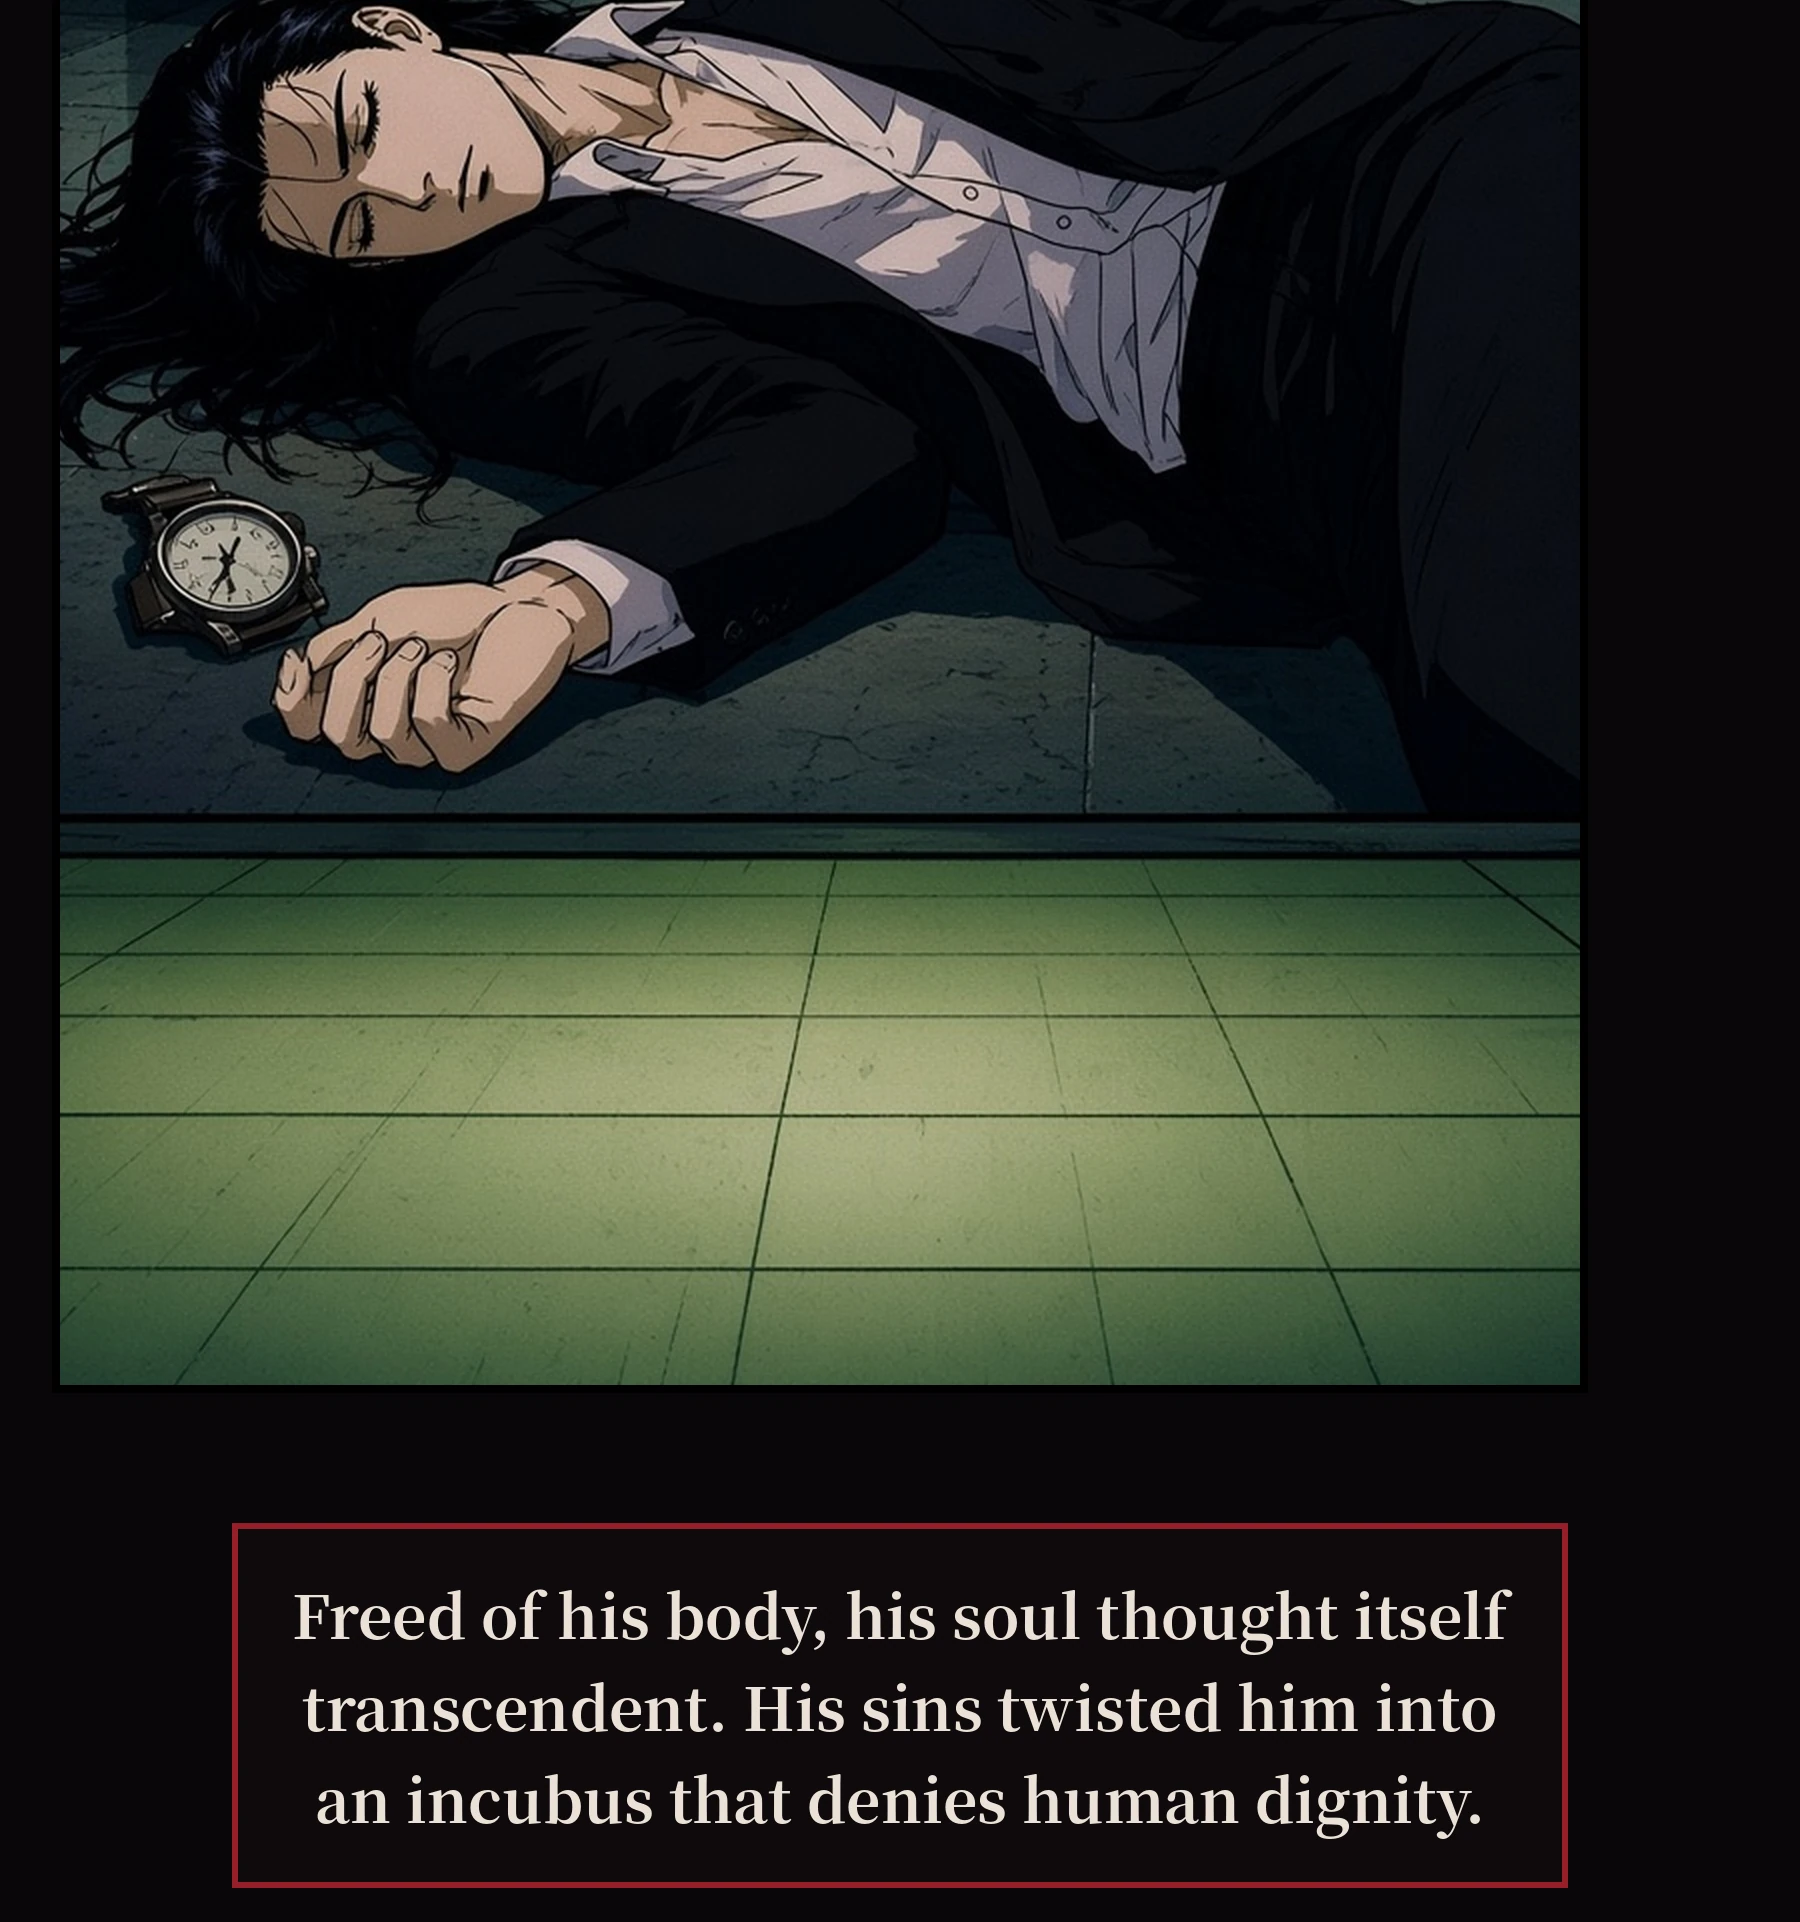 Freed of his body, his soul thought itself
transcendent. His sins twisted him into
an incubus that denies human dignity.